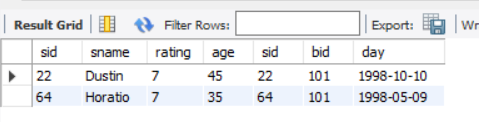 Result Grid Filter Rows: Export: Wr
sid sname rating age sid bid day
22 Dustin 7 45 22 101 1998-10-10
64 Horatio 7 35 64 101 1998-05-09